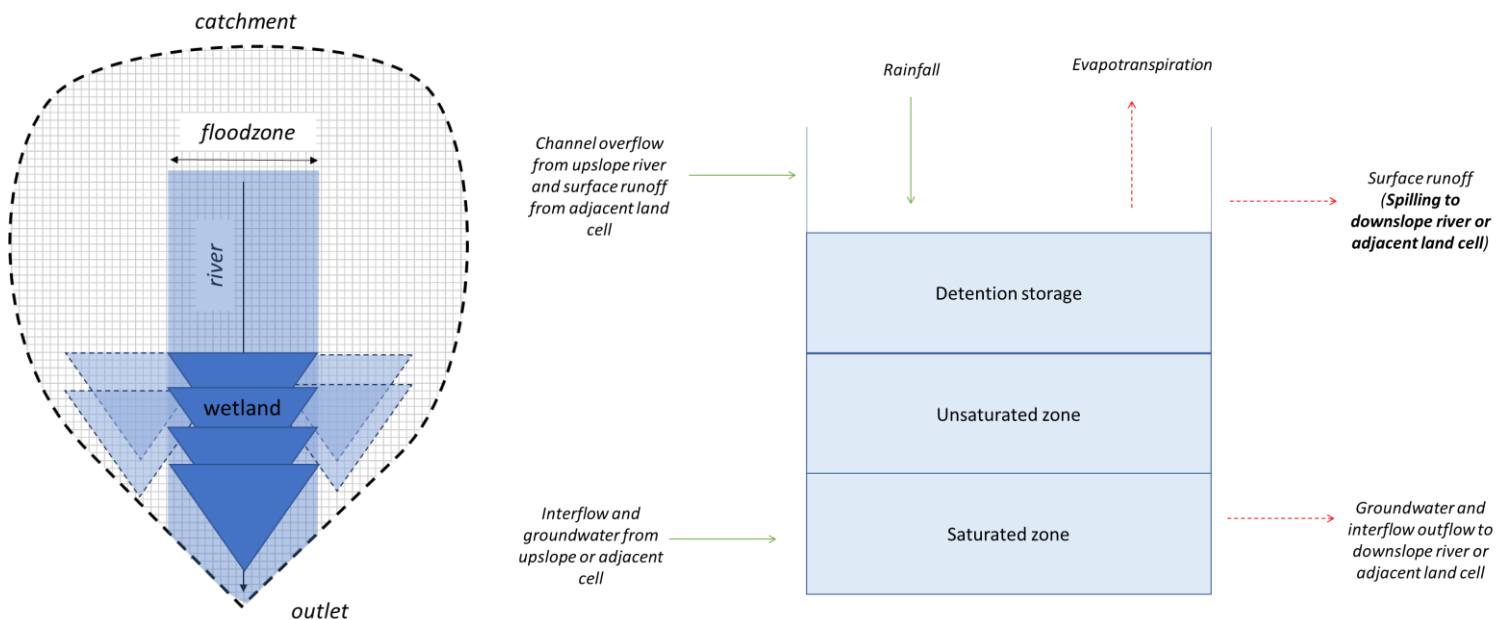 catchment
floodzone
river
wetland
outlet
Rainfall
Evapotranspiration
Channel overflow
from upslope river
and surface runoff
from adjacent land
cell
Surface runoff
(Spilling to
downslope river or
adjacent land cell)
Detention storage
Unsaturated zone
Saturated zone
Interflow and
groundwater from
upslope or adjacent
cell
Groundwater and
interflow outflow to
downslope river or
adjacent land cell